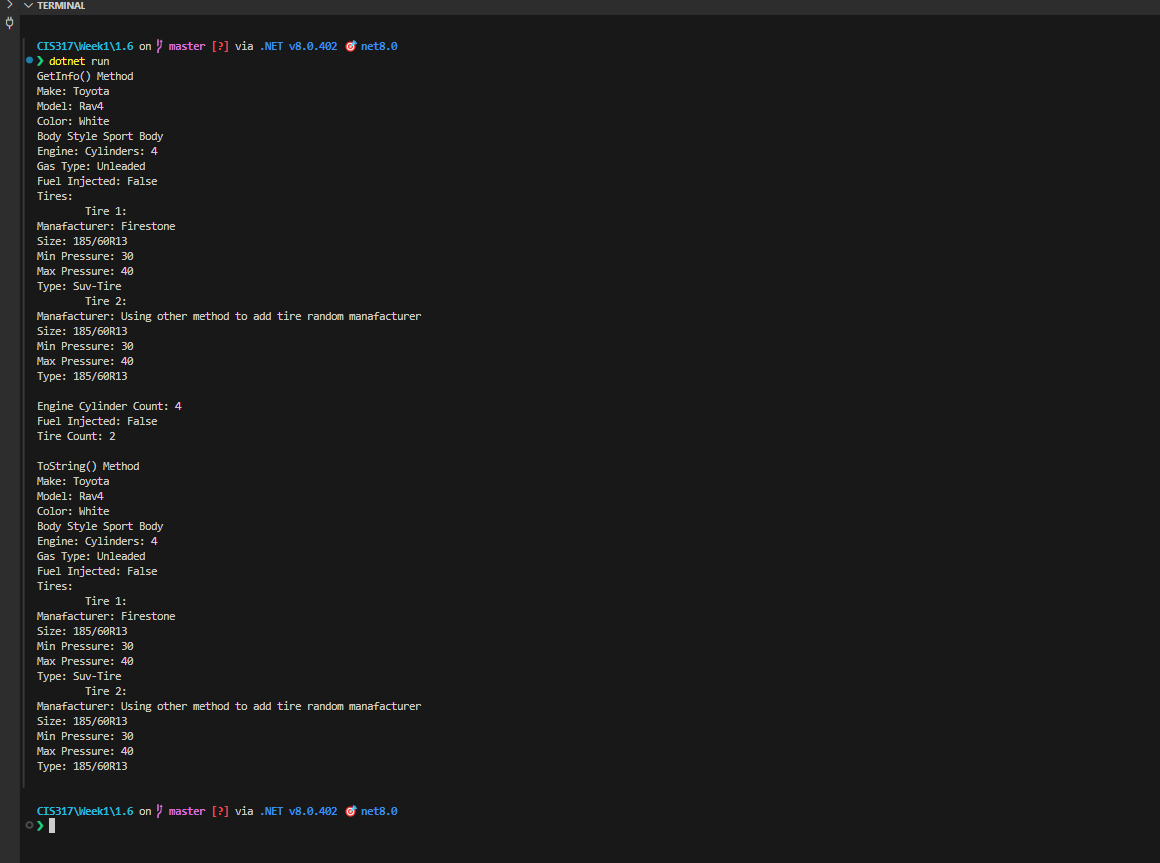 TERMINAL
CIS317\Week1\1.6 on master [?] via .NET v8.0.402 🎯 net8.0
❯ dotnet run
GetInfo() Method
Make: Toyota
Model: Rav4
Color: White
Body Style Sport Body
Engine: Cylinders: 4
Gas Type: Unleaded
Fuel Injected: False
Tires:
Tire 1:
Manafacturer: Firestone
Size: 185/60R13
Min Pressure: 30
Max Pressure: 40
Type: Suv-Tire
Tire 2:
Manafacturer: Using other method to add tire random manafacturer
Size: 185/60R13
Min Pressure: 30
Max Pressure: 40
Type: 185/60R13
Engine Cylinder Count: 4
Fuel Injected: False
Tire Count: 2
ToString() Method
Make: Toyota
Model: Rav4
Color: White
Body Style Sport Body
Engine: Cylinders: 4
Gas Type: Unleaded
Fuel Injected: False
Tires:
Tire 1:
Manafacturer: Firestone
Size: 185/60R13
Min Pressure: 30
Max Pressure: 40
Type: Suv-Tire
Tire 2:
Manafacturer: Using other method to add tire random manafacturer
Size: 185/60R13
Min Pressure: 30
Max Pressure: 40
Type: 185/60R13
CIS317\Week1\1.6 on master [?] via .NET v8.0.402 🎯 net8.0
❯